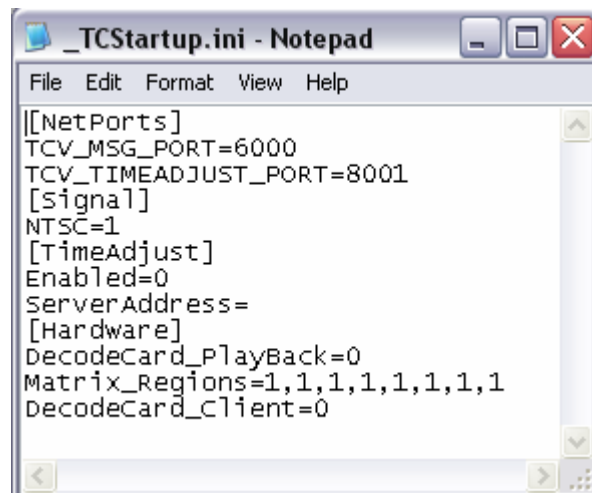 _TCStartup.ini - Notepad
File Edit Format View Help
[NetPorts]
TCV_MSG_PORT=6000
TCV_TIMEADJUST_PORT=8001
[Signal]
NTSC=1
[TimeAdjust]
Enabled=0
ServerAddress=
[Hardware]
DecodeCard_PlayBack=0
Matrix_Regions=1,1,1,1,1,1,1,1
DecodeCard_Client=0